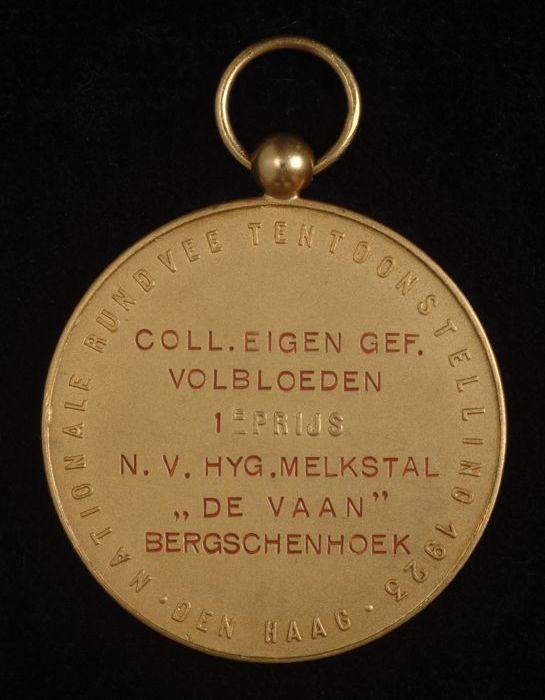 NATIONALE RUNDVEE TENTOONSTELLING 1923
· DEN HAAG ·
COLL. EIGEN GEF.
VOLBLOEDEN
1E PRIJS
N. V. HYG. MELKSTAL
„DE VAAN”
BERGSCHENHOEK